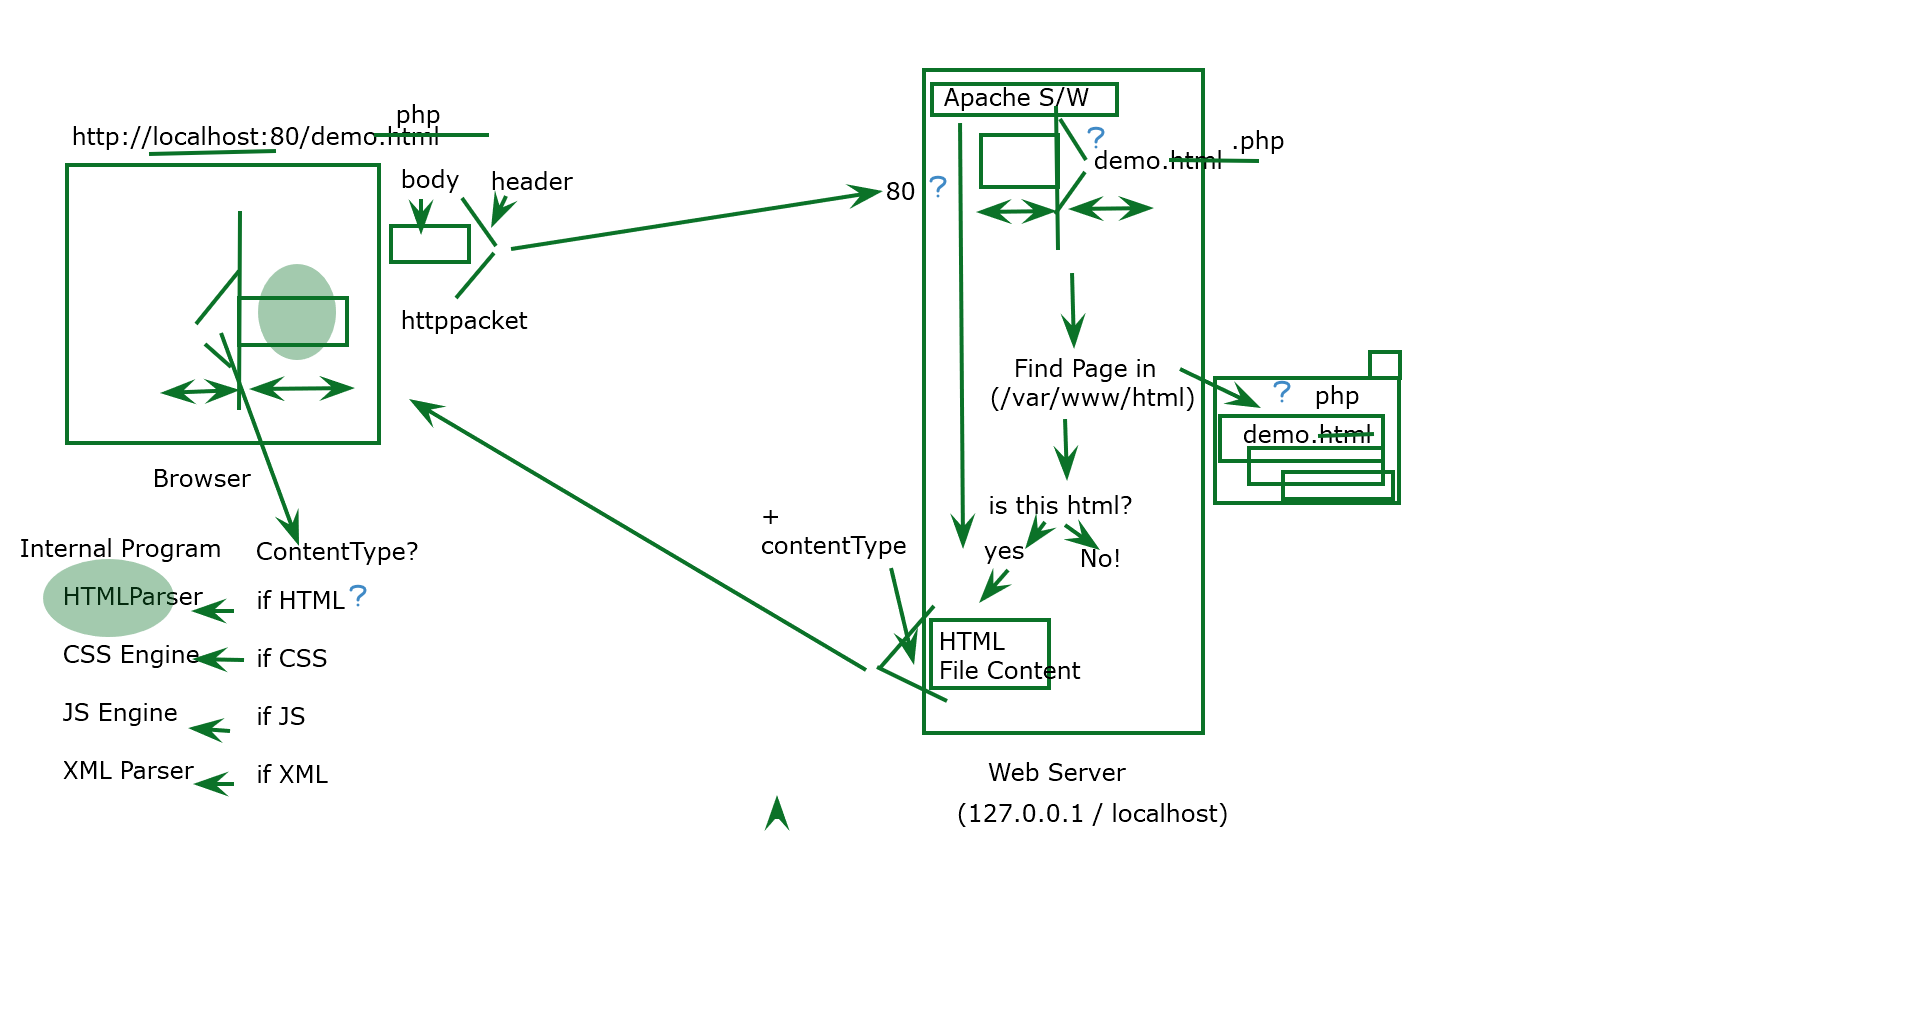 php
http://localhost:80/demo.html
body
header
httppacket
Browser
Internal Program
ContentType?
HTMLParser
if HTML ?
CSS Engine
if CSS
JS Engine
if JS
XML Parser
if XML
+
contentType
80 ?
Apache S/W
?
demo.html
.php
Find Page in
(/var/www/html)
? php
demo.html
is this html?
yes
No!
HTML
File Content
Web Server
(127.0.0.1 / localhost)